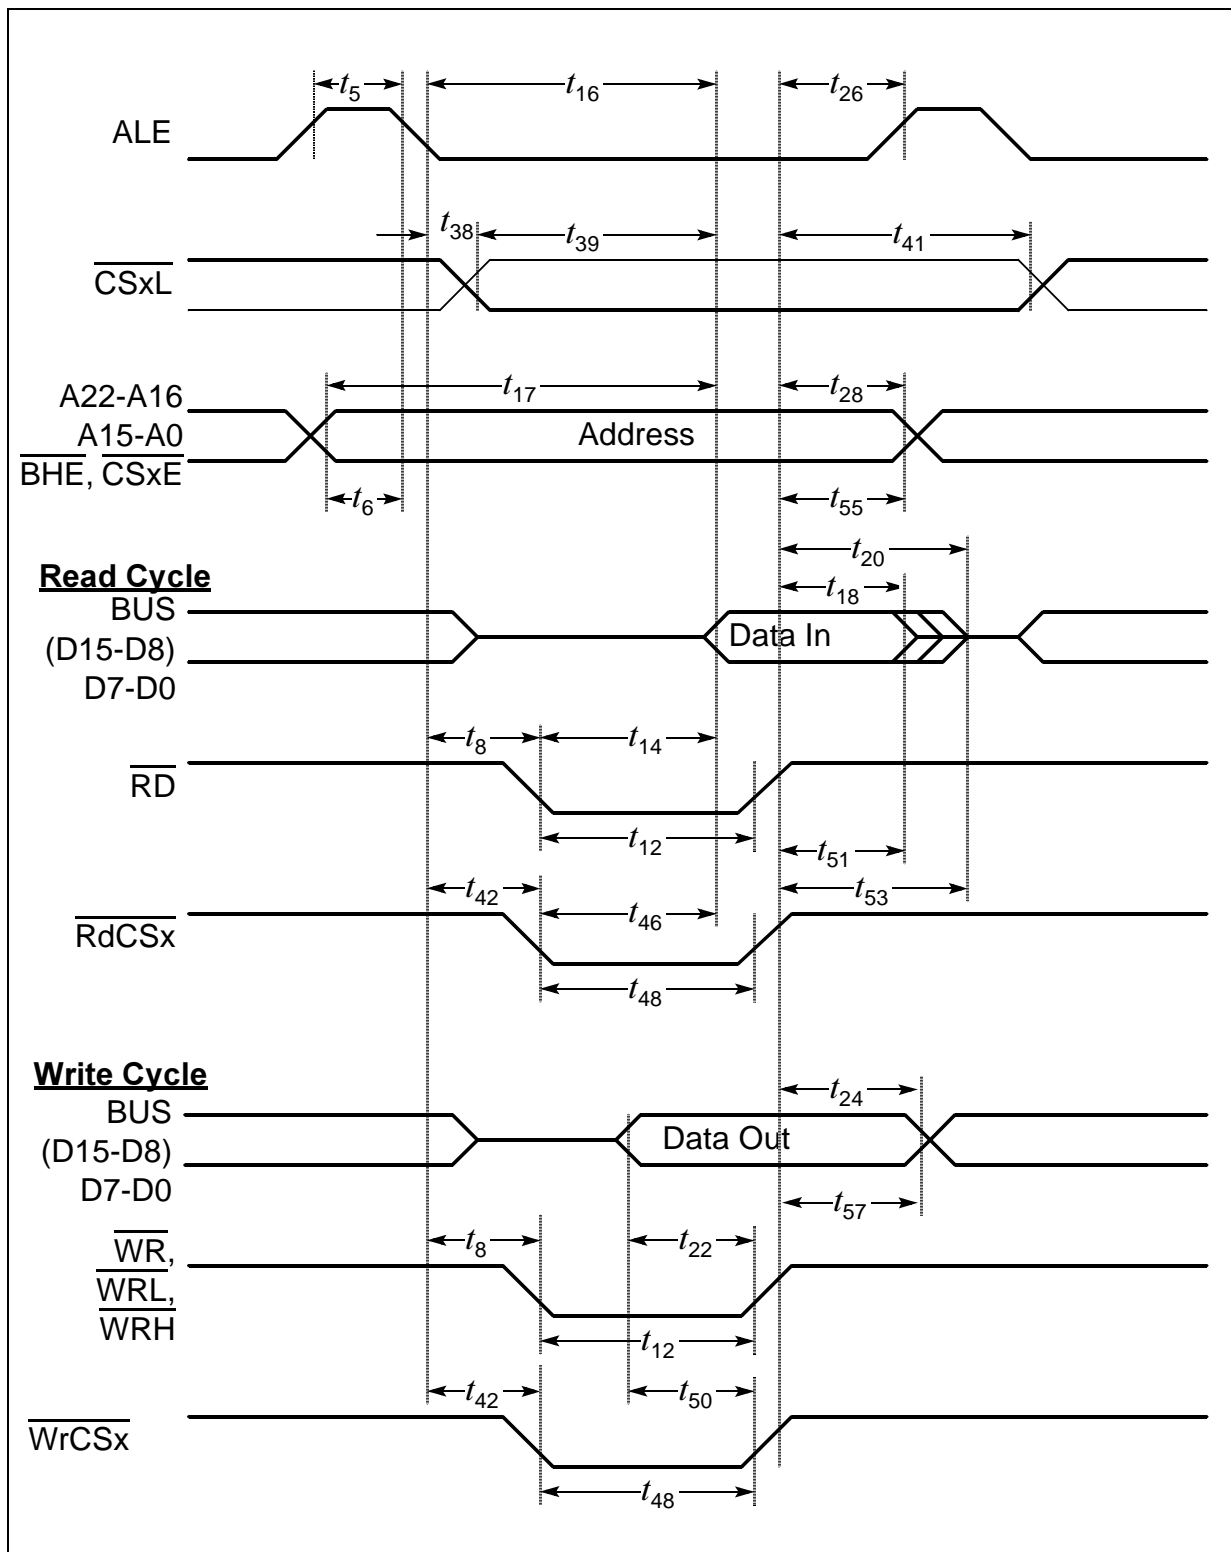 t5 t16 t26
ALE
t38 t39 t41
CSxL
t17 t28
A22-A16
A15-A0
Address
BHE, CSxE
t6 t55
t20
Read Cycle
t18
BUS
Data In
(D15-D8)
D7-D0
t8 t14
RD
t12 t51
t42 t53
t46
RdCSx
t48
Write Cycle
t24
BUS
(D15-D8)
Data Out
D7-D0
t57
WR,
t8 t22
WRL,
WRH
t12
t42 t50
WrCSx
t48